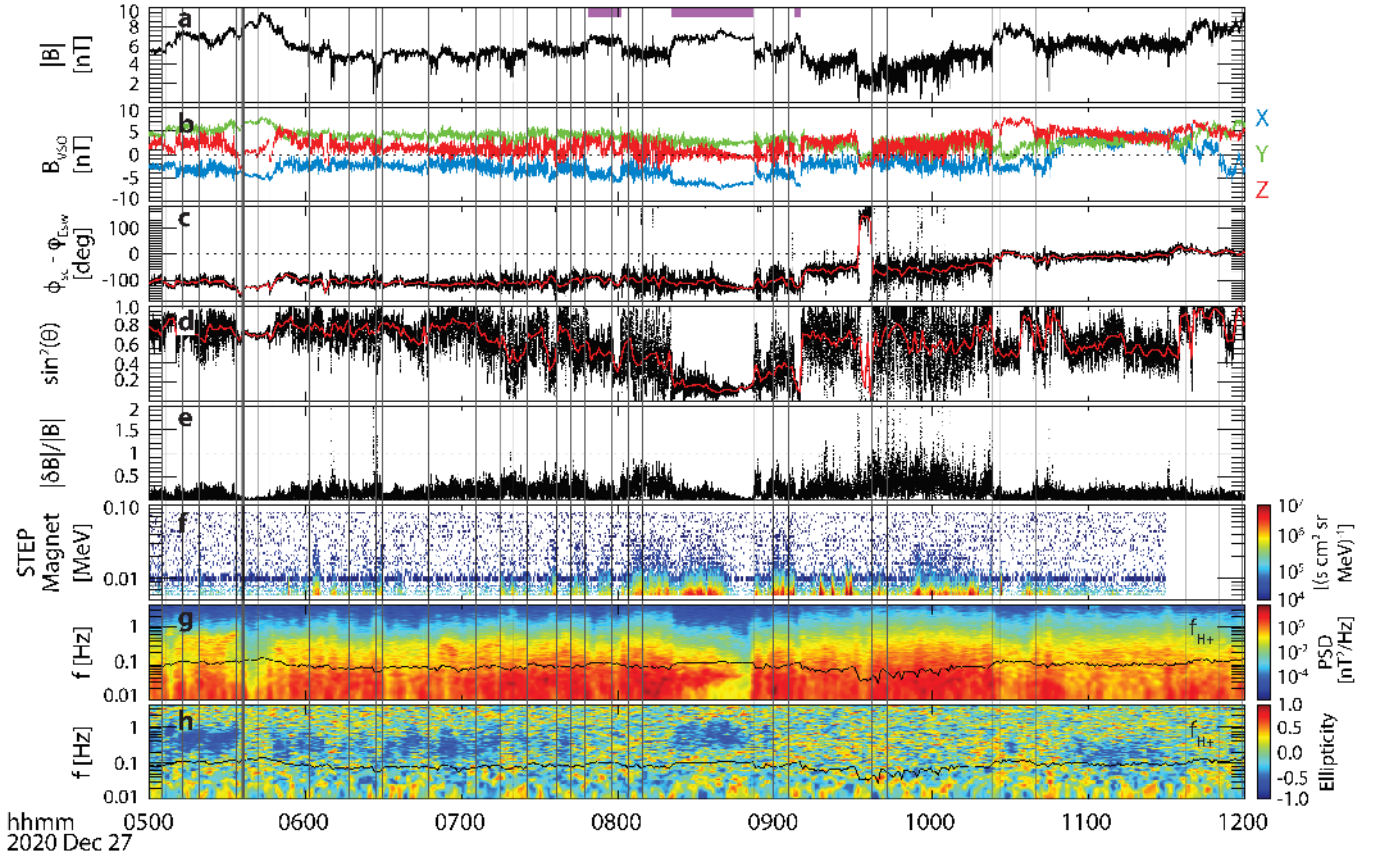 a
|B|
[nT]
10
8
6
4
2
b
B_VSO
[nT]
10
5
0
-5
-10
X
Y
Z
c
[deg]
100
0
-100
d
sin²(θ)
1.0
0.8
0.6
0.4
0.2
e
|δB|/|B|
2
1.5
1
0.5
f
STEP
Magnet
[MeV]
0.10
0.01
10⁷
10⁶
10⁵
10⁴
[(s cm² sr
MeV)⁻¹]
g
f [Hz]
1
0.1
0.01
f_H+
10⁻²
10⁻⁴
PSD
[nT²/Hz]
h
f [Hz]
1
0.1
0.01
f_H+
1.0
0.5
0.0
-0.5
-1.0
Ellipticity
hhmm 0500 0600 0700 0800 0900 1000 1100 1200
2020 Dec 27